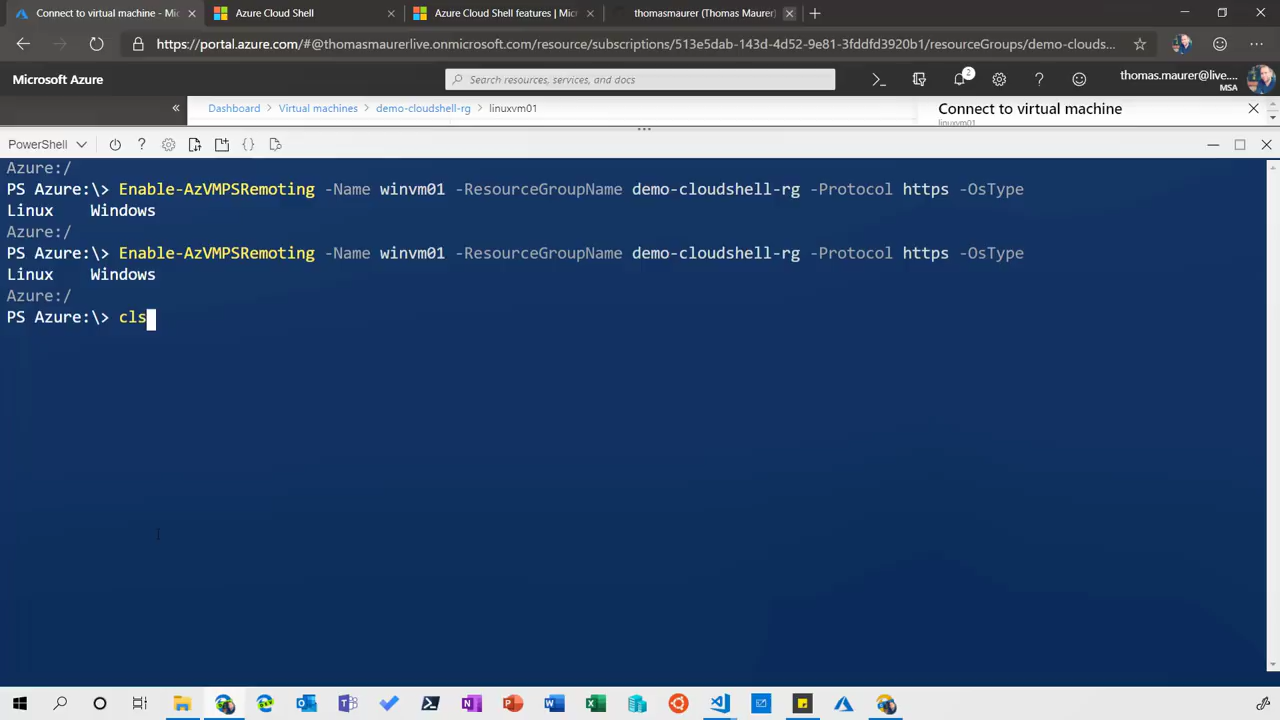 Connect to virtual machine - Mic
Azure Cloud Shell
Azure Cloud Shell features | Micr
thomasmaurer (Thomas Maurer)
https://portal.azure.com/#@thomasmaurerlive.onmicrosoft.com/resource/subscriptions/513e5dab-143d-4d52-9e81-3fddfd3920b1/resourceGroups/demo-clouds...
Microsoft Azure
Search resources, services, and docs
2
thomas.maurer@live....
MSA
Dashboard > Virtual machines > demo-cloudshell-rg > linuxvm01
Connect to virtual machine
linuxvm01
PowerShell
Azure:/
PS Azure:\> Enable-AzVMPSRemoting -Name winvm01 -ResourceGroupName demo-cloudshell-rg -Protocol https -OsType
Linux Windows
Azure:/
PS Azure:\> Enable-AzVMPSRemoting -Name winvm01 -ResourceGroupName demo-cloudshell-rg -Protocol https -OsType
Linux Windows
Azure:/
PS Azure:\> cls